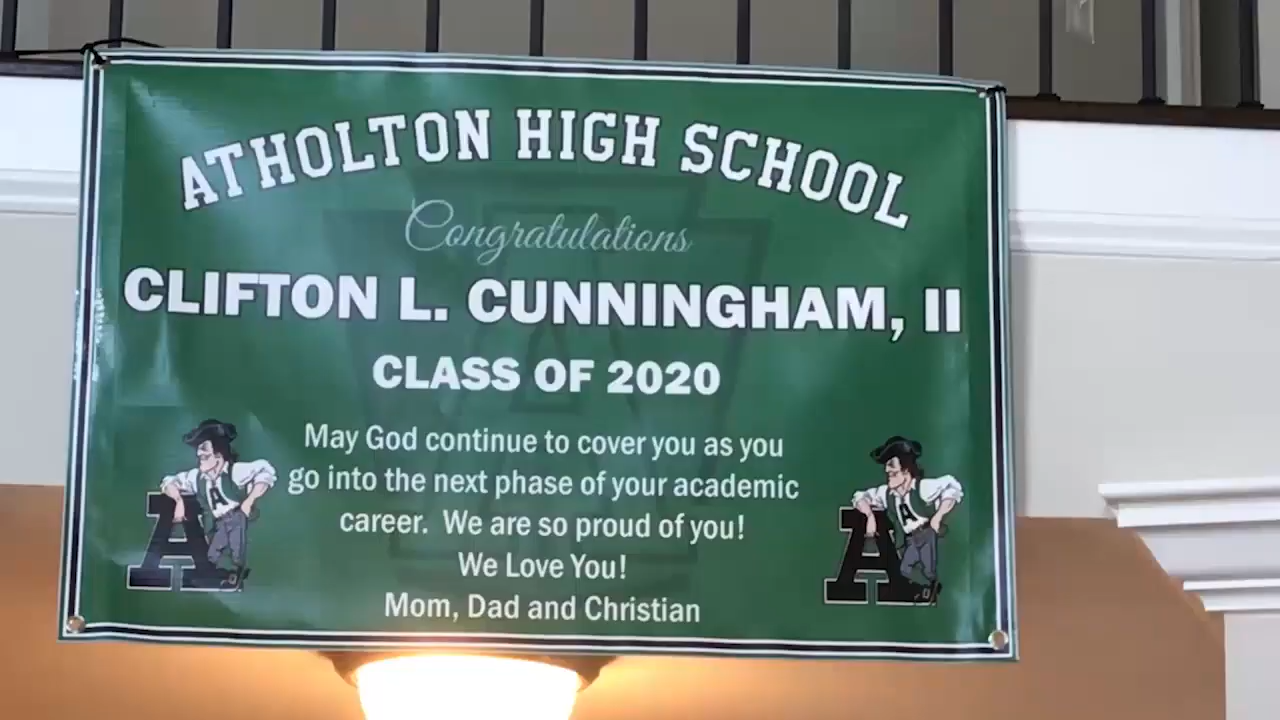 ATHOLTON HIGH SCHOOL
Congratulations
CLIFTON L. CUNNINGHAM, II
CLASS OF 2020
May God continue to cover you as you
go into the next phase of your academic
career. We are so proud of you!
We Love You!
Mom, Dad and Christian
A
A
A
A